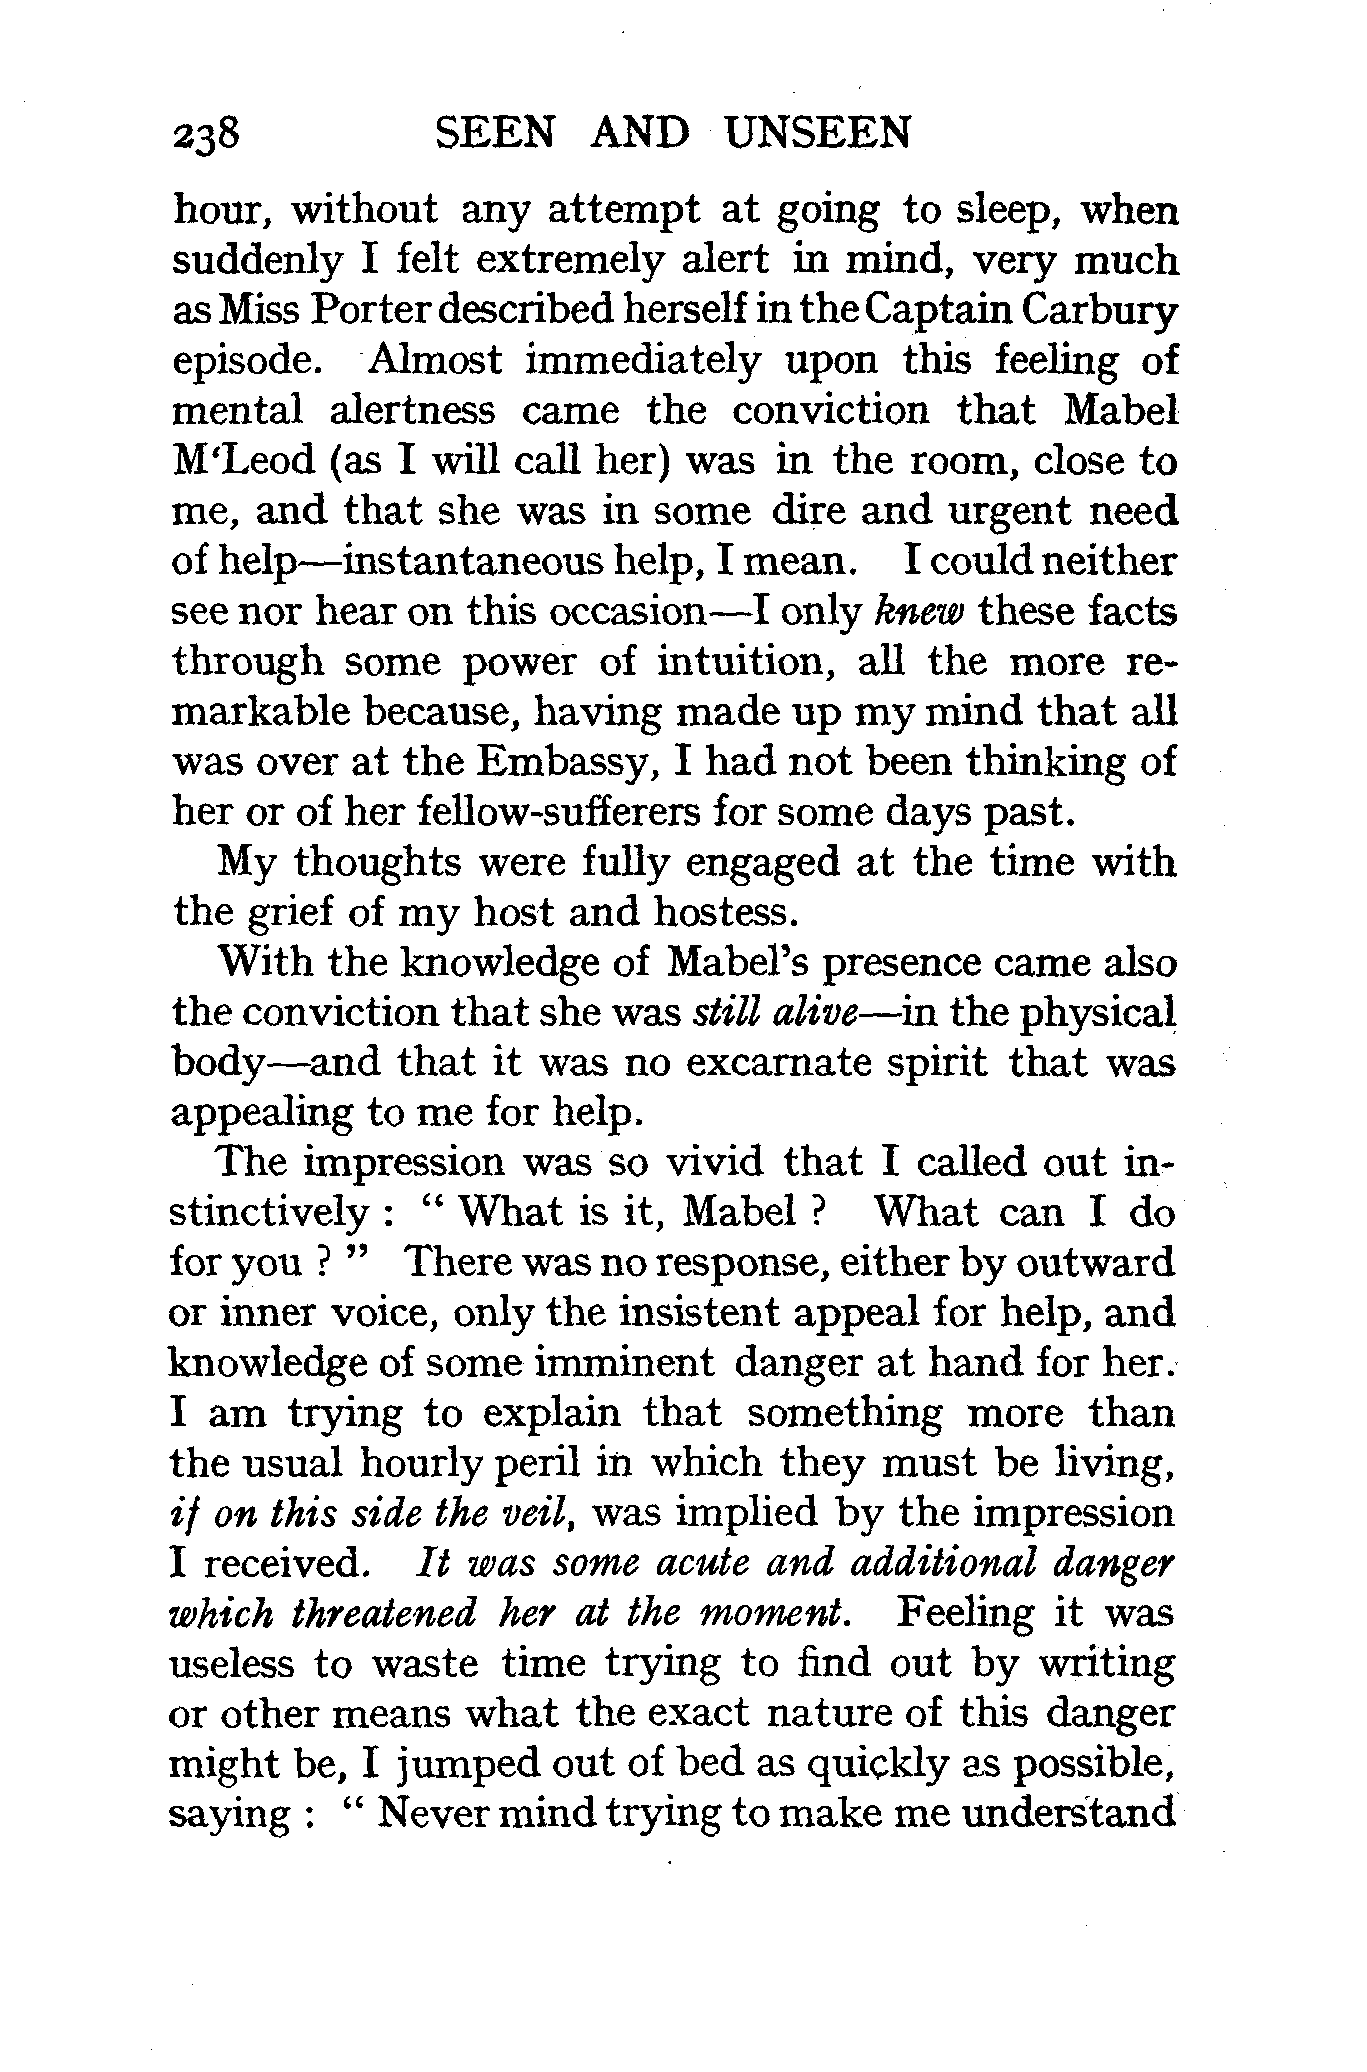 238 SEEN AND UNSEEN
hour, without any attempt at going to sleep, when
suddenly I felt extremely alert in mind, very much
as Miss Porter described herself in the Captain Carbury
episode. Almost immediately upon this feeling of
mental alertness came the conviction that Mabel
M‘Leod (as I will call her) was in the room, close to
me, and that she was in some dire and urgent need
of help—instantaneous help, I mean. I could neither
see nor hear on this occasion—I only knew these facts
through some power of intuition, all the more re-
markable because, having made up my mind that all
was over at the Embassy, I had not been thinking of
her or of her fellow-sufferers for some days past.
My thoughts were fully engaged at the time with
the grief of my host and hostess.
With the knowledge of Mabel’s presence came also
the conviction that she was still alive—in the physical
body—and that it was no excarnate spirit that was
appealing to me for help.
The impression was so vivid that I called out in-
stinctively : “ What is it, Mabel ? What can I do
for you ? ” There was no response, either by outward
or inner voice, only the insistent appeal for help, and
knowledge of some imminent danger at hand for her.
I am trying to explain that something more than
the usual hourly peril in which they must be living,
if on this side the veil, was implied by the impression
I received. It was some acute and additional danger
which threatened her at the moment. Feeling it was
useless to waste time trying to find out by writing
or other means what the exact nature of this danger
might be, I jumped out of bed as quickly as possible,
saying : “ Never mind trying to make me understand